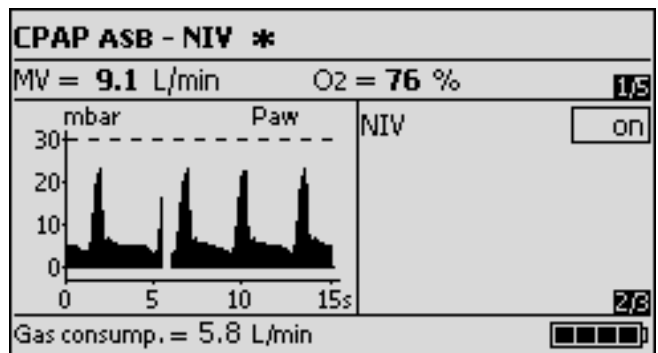 CPAP ASB - NIV *
MV = 9.1 L/min O2 = 76 % 1/5
mbar Paw
NIV on
30
20
10
0
0 5 10 15s
2/3
Gas consump. = 5.8 L/min